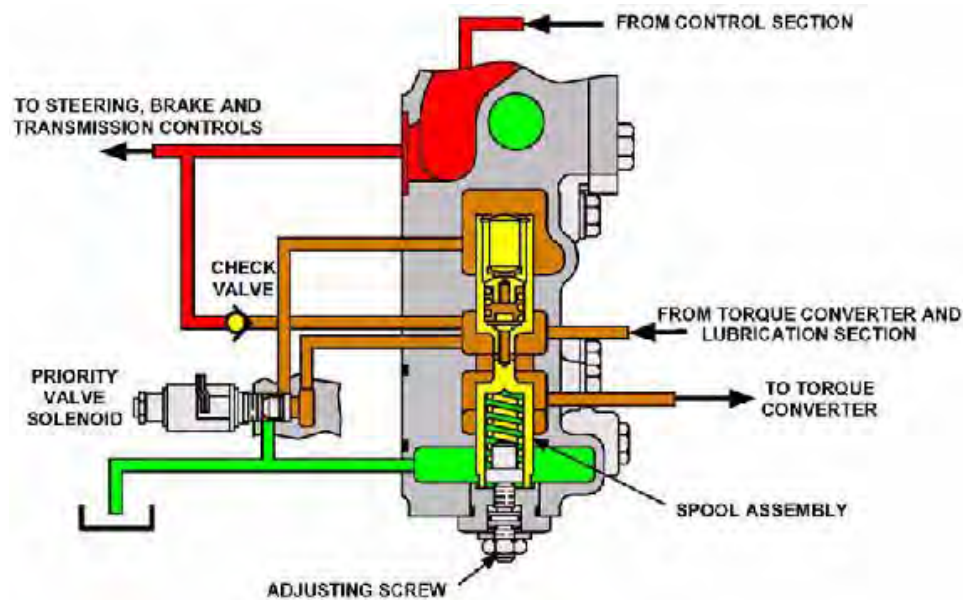 FROM CONTROL SECTION
TO STEERING, BRAKE AND
TRANSMISSION CONTROLS
CHECK
VALVE
FROM TORQUE CONVERTER AND
LUBRICATION SECTION
PRIORITY
VALVE
SOLENOID
TO TORQUE
CONVERTER
SPOOL ASSEMBLY
ADJUSTING SCREW